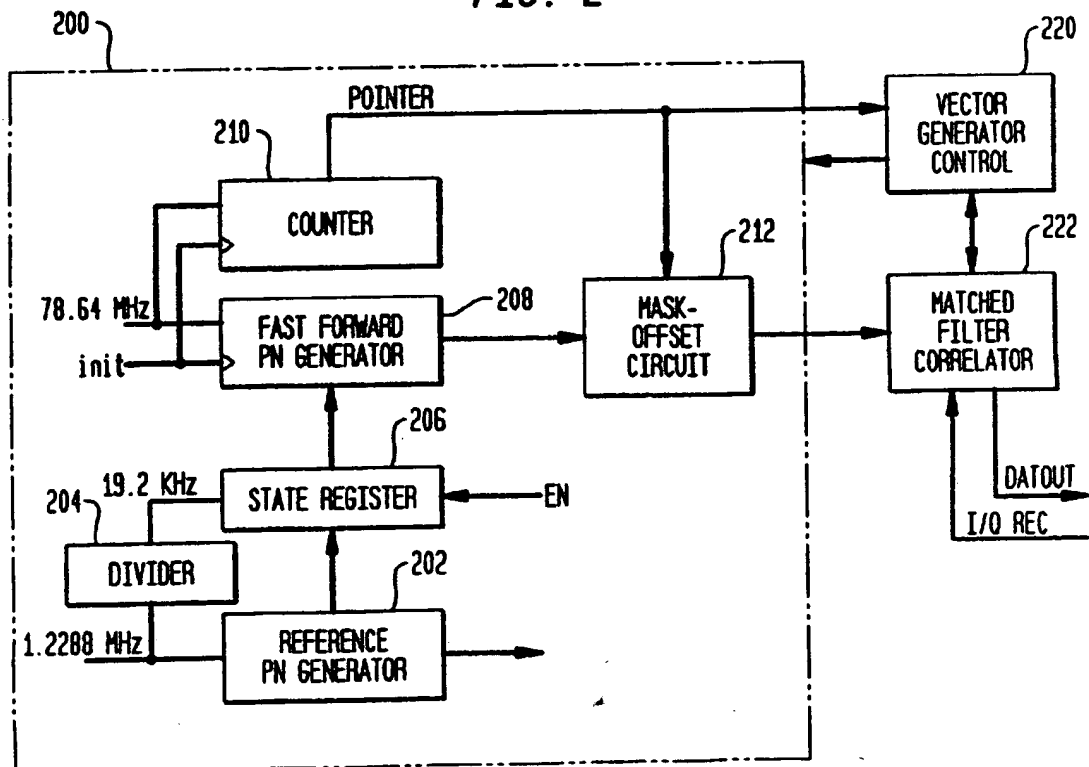 FIG. 2
200
220
POINTER
210
VECTOR
GENERATOR
CONTROL
COUNTER
212
222
78.64 MHz
208
FAST FORWARD
PN GENERATOR
MASK-
OFFSET
CIRCUIT
MATCHED
FILTER
CORRELATOR
init
206
19.2 KHz
204
STATE REGISTER
EN
DATOUT
I/Q REC
DIVIDER
202
1.2288 MHz
REFERENCE
PN GENERATOR